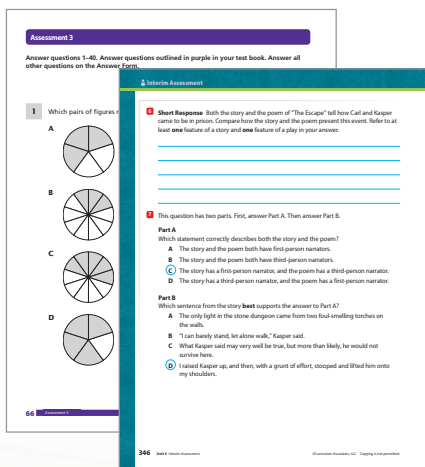 Assessment 3
Answer questions 1–40. Answer questions outlined in purple in your test book. Answer all
other questions on the Answer Form.
1 Which pairs of figures
A
B
C
D
66 Assessment 3
Interim Assessment
6 Short Response Both the story and the poem of "The Escape" tell how Carl and Kasper
came to be in prison. Compare how the story and the poem present this event. Refer to at
least one feature of a story and one feature of a play in your answer.
7 This question has two parts. First, answer Part A. Then answer Part B.
Part A
Which statement correctly describes both the story and the poem?
A The story and the poem both have first-person narrators.
B The story and the poem both have third-person narrators.
C The story has a first-person narrator, and the poem has a third-person narrator.
D The story has a third-person narrator, and the poem has a first-person narrator.
Part B
Which sentence from the story best supports the answer to Part A?
A The only light in the stone dungeon came from two foul-smelling torches on
the walls.
B "I can barely stand, let alone walk," Kasper said.
C What Kasper said may very well be true, but more than likely, he would not
survive here.
D I raised Kasper up, and then, with a grunt of effort, stooped and lifted him onto
my shoulders.
346 Unit 4 Interim Assessment
©Curriculum Associates, LLC Copying is not permitted.